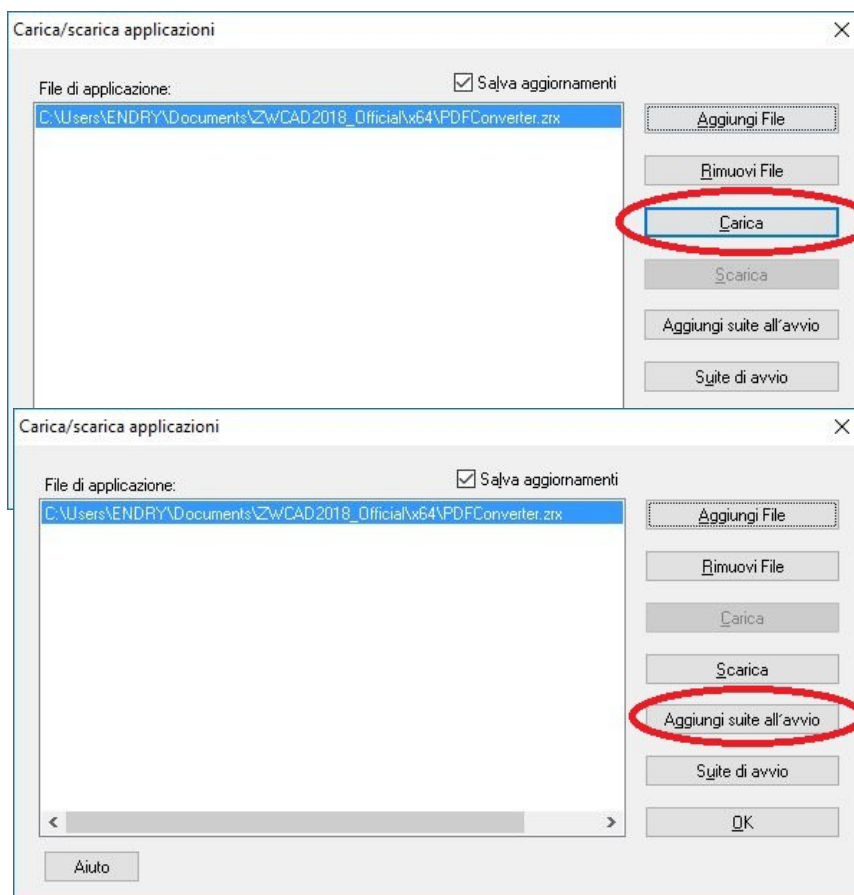 Carica/scarica applicazioni
File di applicazione:
Salva aggiornamenti
C:\Users\ENDRY\Documents\ZWCAD2018_Official\x64\PDFConverter.zrx
Aggiungi File
Rimuovi File
Carica
Scarica
Aggiungi suite all'avvio
Suite di avvio
Carica/scarica applicazioni
File di applicazione:
Salva aggiornamenti
C:\Users\ENDRY\Documents\ZWCAD2018_Official\x64\PDFConverter.zrx
Aggiungi File
Rimuovi File
Carica
Scarica
Aggiungi suite all'avvio
Suite di avvio
OK
Aiuto